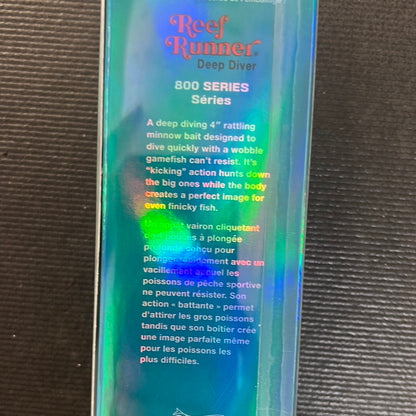 Reef
Runner®
Deep Diver
800 SERIES
Séries
A deep diving 4" rattling
minnow bait designed to
dive quickly with a wobble
gamefish can't resist. It's
"kicking" action hunts down
the big ones while the body
creates a perfect image for
even finicky fish.
vairon cliquetant
pouces à plongée
profonde conçu pour
plonger rapidement avec un
vacillement auquel les
poissons de pêche sportive
ne peuvent résister. Son
action « battante » permet
d'attirer les gros poissons
tandis que son boîtier crée
une image parfaite même
pour les poissons les
plus difficiles.